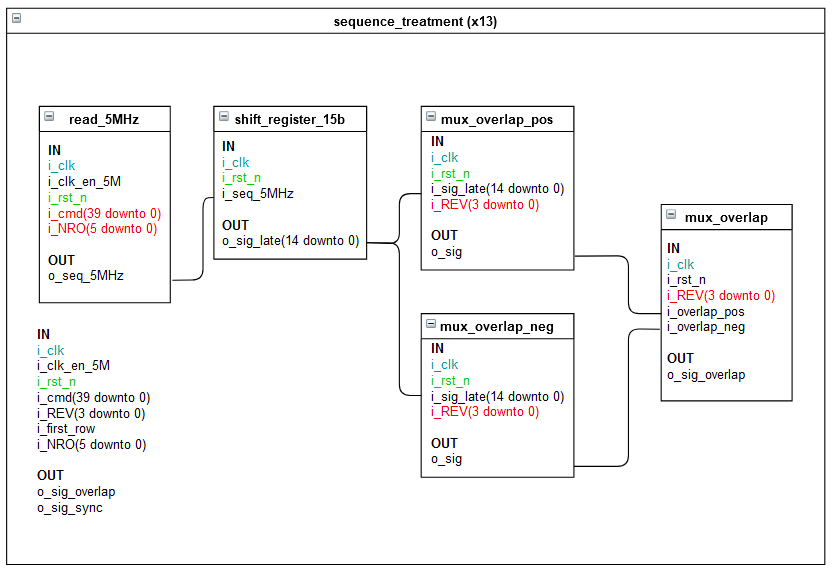 sequence_treatment (x13)
read_5MHz
IN
i_clk
i_clk_en_5M
i_rst_n
i_cmd(39 downto 0)
i_NRO(5 downto 0)
OUT
o_seq_5MHz
shift_register_15b
IN
i_clk
i_rst_n
i_seq_5MHz
OUT
o_sig_late(14 downto 0)
mux_overlap_pos
IN
i_clk
i_rst_n
i_sig_late(14 downto 0)
i_REV(3 downto 0)
OUT
o_sig
mux_overlap_neg
IN
i_clk
i_rst_n
i_sig_late(14 downto 0)
i_REV(3 downto 0)
OUT
o_sig
mux_overlap
IN
i_clk
i_rst_n
i_REV(3 downto 0)
i_overlap_pos
i_overlap_neg
OUT
o_sig_overlap
IN
i_clk
i_clk_en_5M
i_rst_n
i_cmd(39 downto 0)
i_REV(3 downto 0)
i_first_row
i_NRO(5 downto 0)
OUT
o_sig_overlap
o_sig_sync